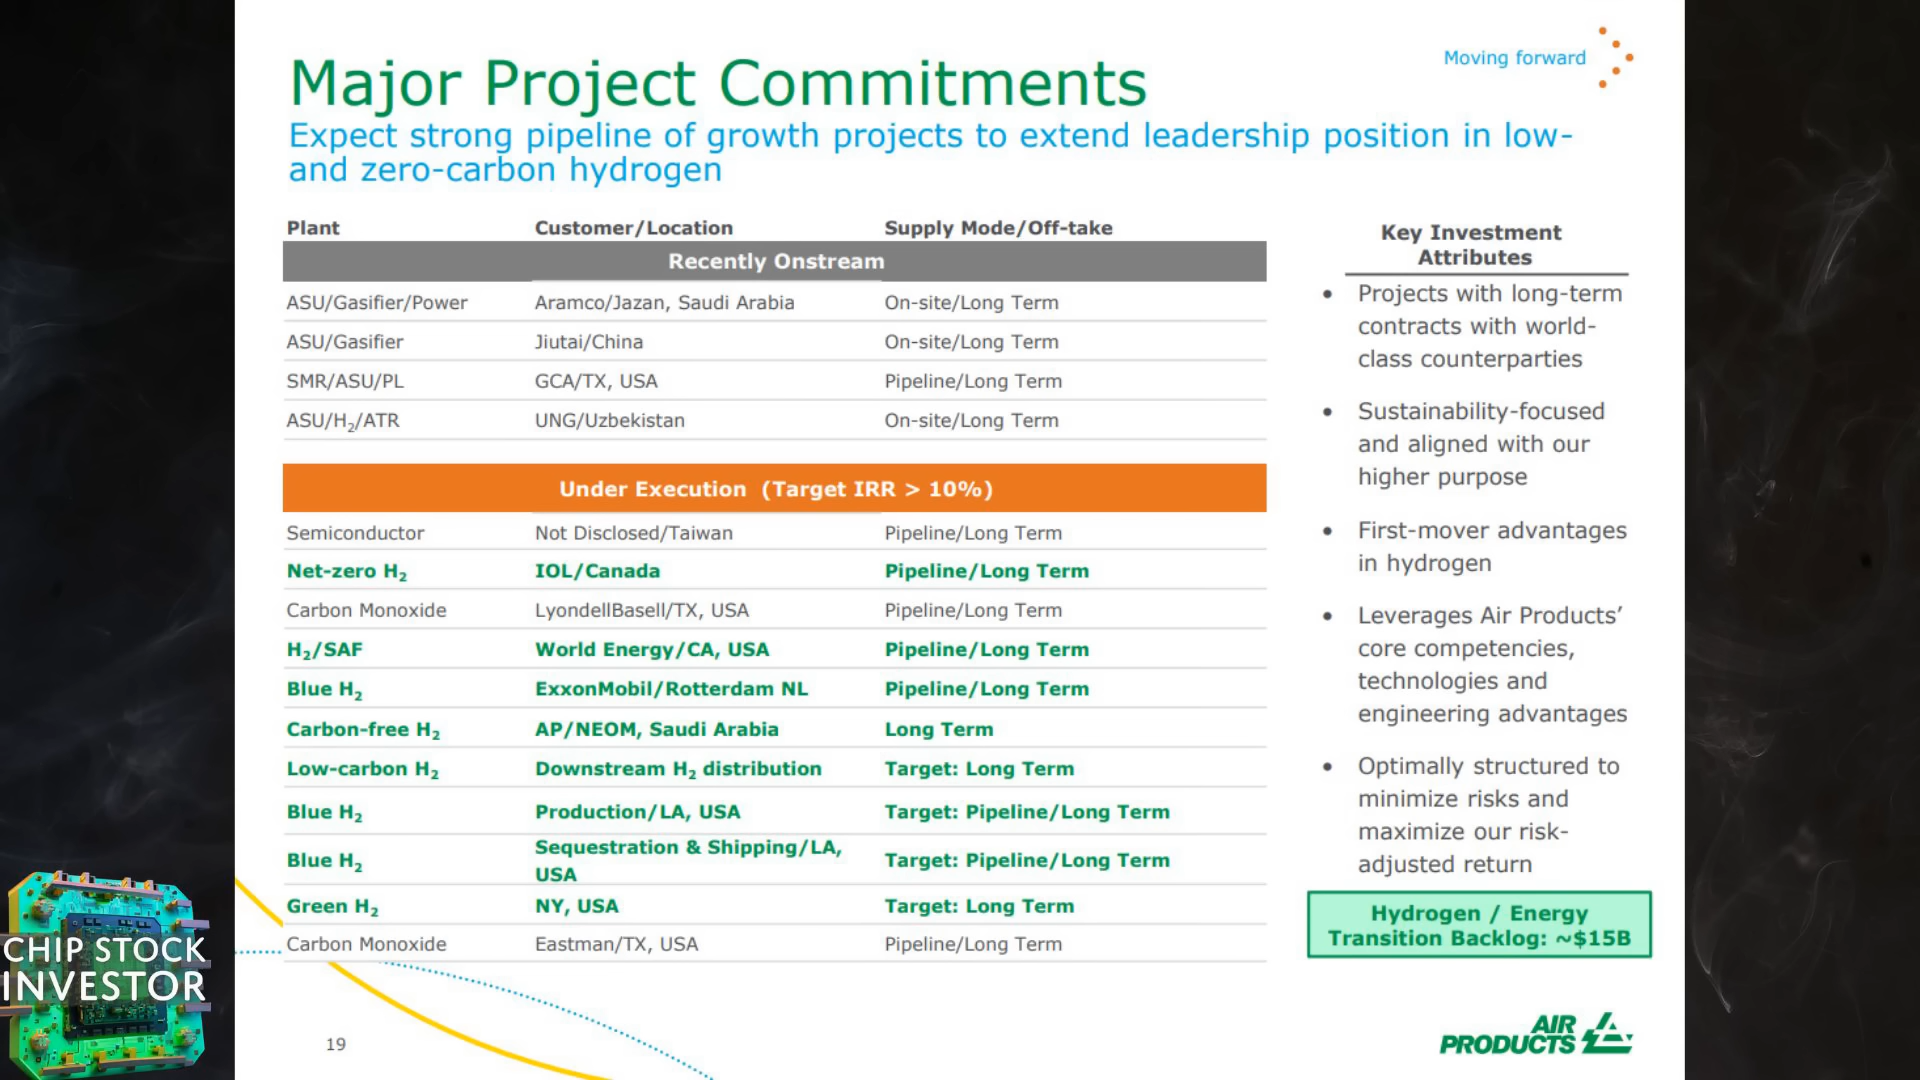 Moving forward
Major Project Commitments
Expect strong pipeline of growth projects to extend leadership position in low-
and zero-carbon hydrogen
Plant Customer/Location Supply Mode/Off-take
Recently Onstream
ASU/Gasifier/Power Aramco/Jazan, Saudi Arabia On-site/Long Term
ASU/Gasifier Jiutai/China On-site/Long Term
SMR/ASU/PL GCA/TX, USA Pipeline/Long Term
ASU/H₂/ATR UNG/Uzbekistan On-site/Long Term
Under Execution (Target IRR > 10%)
Semiconductor Not Disclosed/Taiwan Pipeline/Long Term
Net-zero H₂ IOL/Canada Pipeline/Long Term
Carbon Monoxide LyondellBasell/TX, USA Pipeline/Long Term
H₂/SAF World Energy/CA, USA Pipeline/Long Term
Blue H₂ ExxonMobil/Rotterdam NL Pipeline/Long Term
Carbon-free H₂ AP/NEOM, Saudi Arabia Long Term
Low-carbon H₂ Downstream H₂ distribution Target: Long Term
Blue H₂ Production/LA, USA Target: Pipeline/Long Term
Blue H₂ Sequestration & Shipping/LA, Target: Pipeline/Long Term
USA
Green H₂ NY, USA Target: Long Term
Carbon Monoxide Eastman/TX, USA Pipeline/Long Term
Key Investment
Attributes
• Projects with long-term
contracts with world-
class counterparties
• Sustainability-focused
and aligned with our
higher purpose
• First-mover advantages
in hydrogen
• Leverages Air Products’
core competencies,
technologies and
engineering advantages
• Optimally structured to
minimize risks and
maximize our risk-
adjusted return
Hydrogen / Energy
Transition Backlog: ~$15B
CHIP STOCK
INVESTOR
19
AIR
PRODUCTS